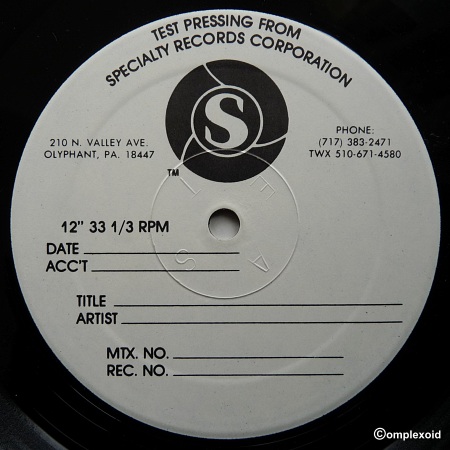 TEST PRESSING FROM
SPECIALTY RECORDS CORPORATION
S
210 N. VALLEY AVE.
OLYPHANT, PA. 18447
PHONE:
(717) 383-2471
TWX 510-671-4580
TM
12" 33 1/3 RPM
DATE
ACC'T
TITLE
ARTIST
MTX. NO.
REC. NO.
©omplexoid